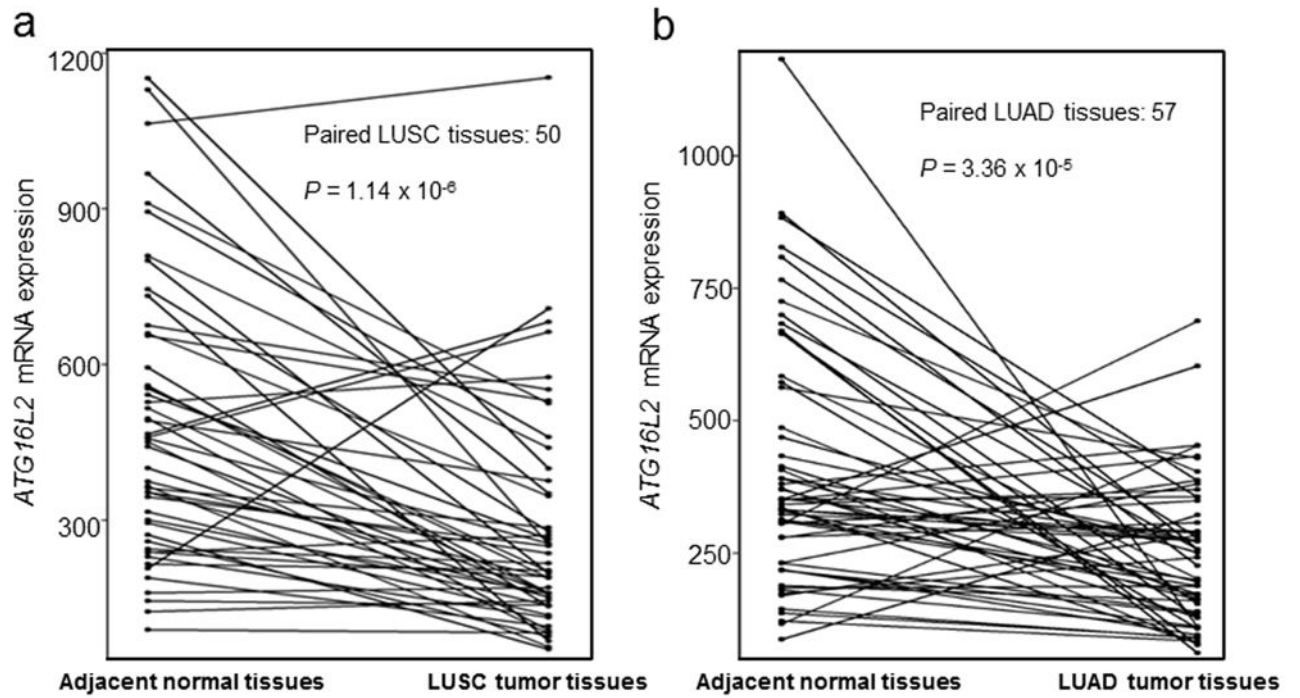 a
1200
900
600
300
ATG16L2 mRNA expression
Paired LUSC tissues: 50
P = 1.14 x 10⁻⁶
Adjacent normal tissues
LUSC tumor tissues
b
1000
750
500
250
ATG16L2 mRNA expression
Paired LUAD tissues: 57
P = 3.36 x 10⁻⁵
Adjacent normal tissues
LUAD tumor tissues